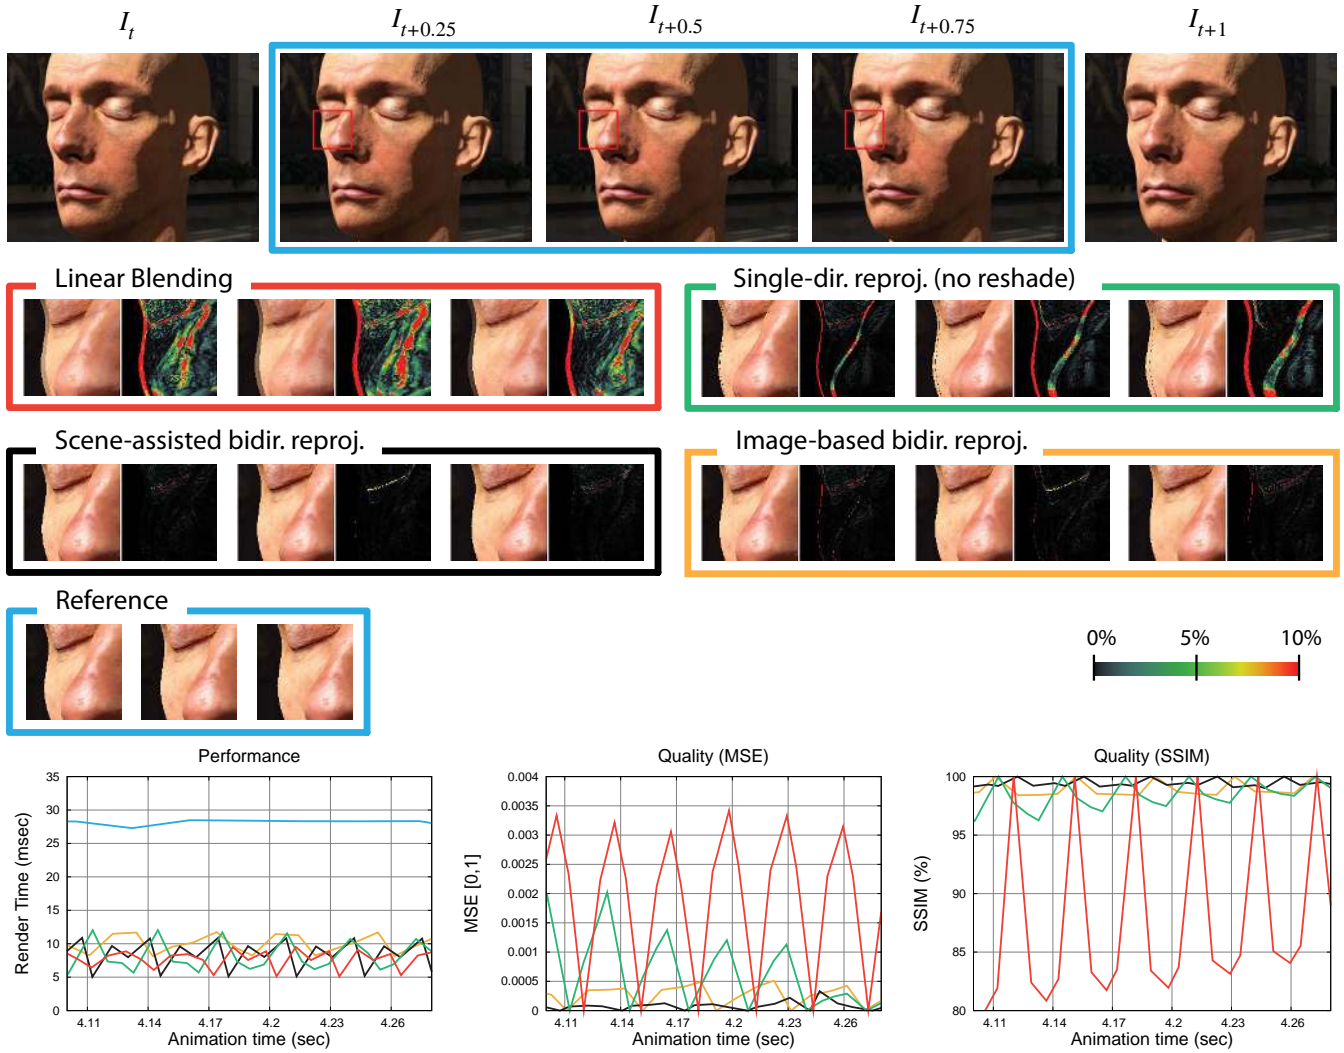 I_t I_{t+0.25} I_{t+0.5} I_{t+0.75} I_{t+1}
Linear Blending
Single-dir. reproj. (no reshade)
Scene-assisted bidir. reproj.
Image-based bidir. reproj.
Reference
0% 5% 10%
Performance
Render Time (msec)
35
30
25
20
15
10
5
0
4.11 4.14 4.17 4.2 4.23 4.26
Animation time (sec)
Quality (MSE)
MSE [0,1]
0.004
0.0035
0.003
0.0025
0.002
0.0015
0.001
0.0005
0
4.11 4.14 4.17 4.2 4.23 4.26
Animation time (sec)
Quality (SSIM)
SSIM (%)
100
95
90
85
80
4.11 4.14 4.17 4.2 4.23 4.26
Animation time (sec)